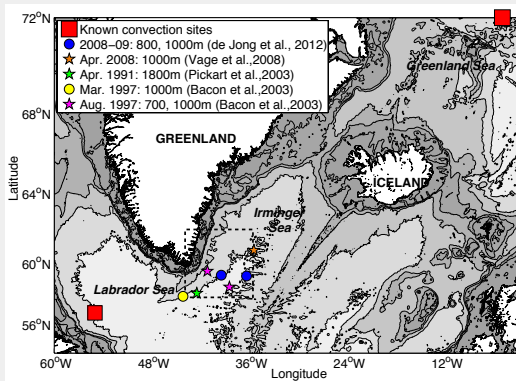 72°N
Known convection sites
2008-09: 800, 1000m (de Jong et al., 2012)
Apr. 2008: 1000m (Vage et al.,2008)
Apr. 1991: 1800m (Pickart et al.,2003)
Mar. 1997: 1000m (Bacon et al.,2003)
Aug. 1997: 700, 1000m (Bacon et al.,2003)
Greenland Sea
68°N
GREENLAND
ICELAND
Latitude
64°N
Irminger
Sea
60°N
Labrador Sea
56°N
60°W
48°W
36°W
24°W
12°W
Longitude